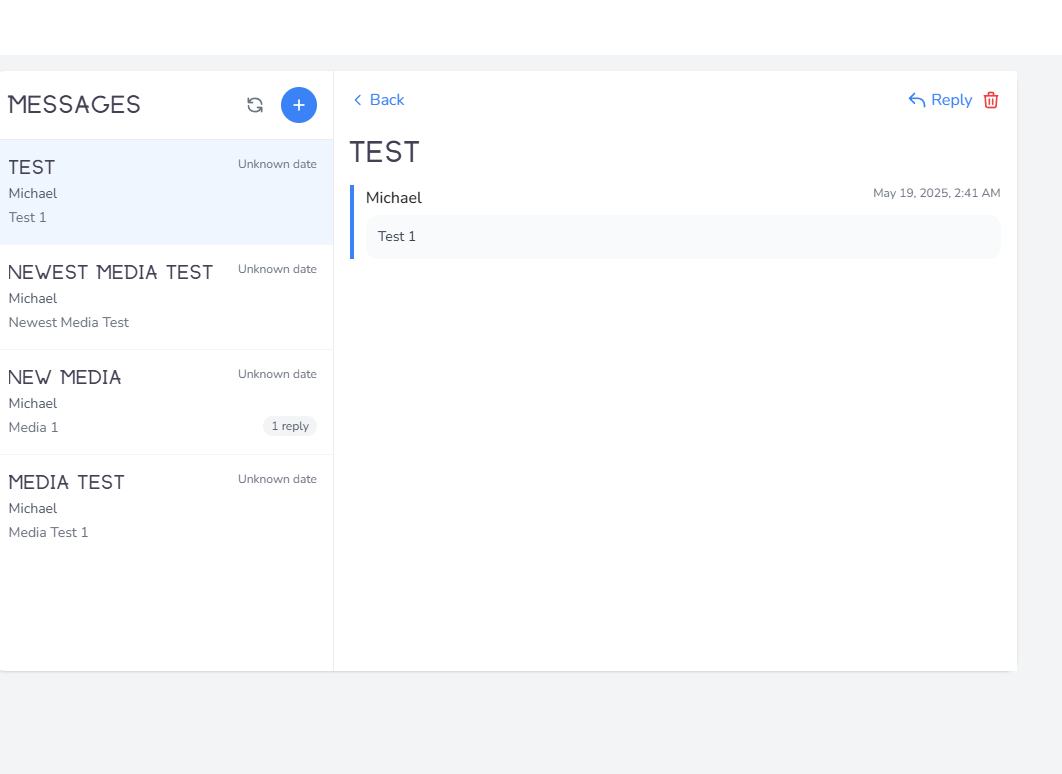 MESSAGES
TEST
Unknown date
Michael
Test 1
NEWEST MEDIA TEST
Unknown date
Michael
Newest Media Test
NEW MEDIA
Unknown date
Michael
Media 1
1 reply
MEDIA TEST
Unknown date
Michael
Media Test 1
Back
Reply
TEST
Michael
May 19, 2025, 2:41 AM
Test 1